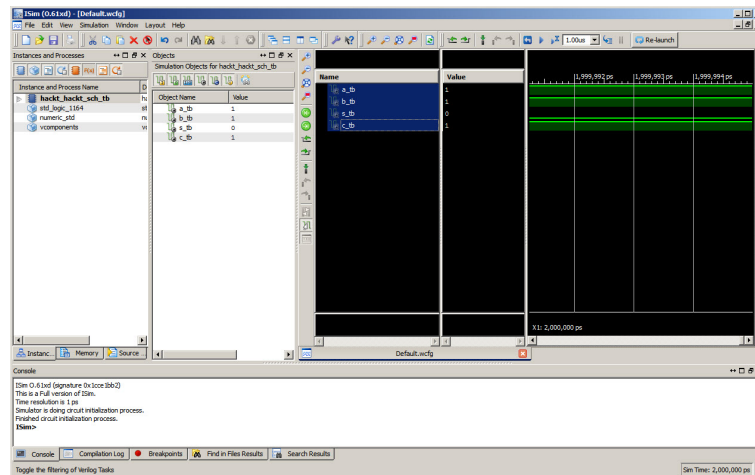 ISim (O.61xd) - [Default.wcfg]
File Edit View Simulation Window Layout Help
1.00us Re-launch
Instances and Processes
Objects
Simulation Objects for hackt_hackt_sch_tb
Instance and Process Name D
hackt_hackt_sch_tb
std_logic_1164
numeric_std
vcomponents
Object Name Value
a_tb 1
b_tb 1
s_tb 0
c_tb 1
Name Value
a_tb 1
b_tb 1
s_tb 0
c_tb 1
1,999,992 ps 1,999,993 ps 1,999,994 ps
X1: 2,000,000 ps
Instanc... Memory Source ...
Default.wcfg
Console
ISim O.61xd (signature 0x1cce1bb2)
This is a Full version of ISim.
Time resolution is 1 ps
Simulator is doing circuit initialization process.
Finished circuit initialization process.
ISim>
Console Compilation Log Breakpoints Find in Files Results Search Results
Toggle the filtering of Verilog Tasks
Sim Time: 2,000,000 ps